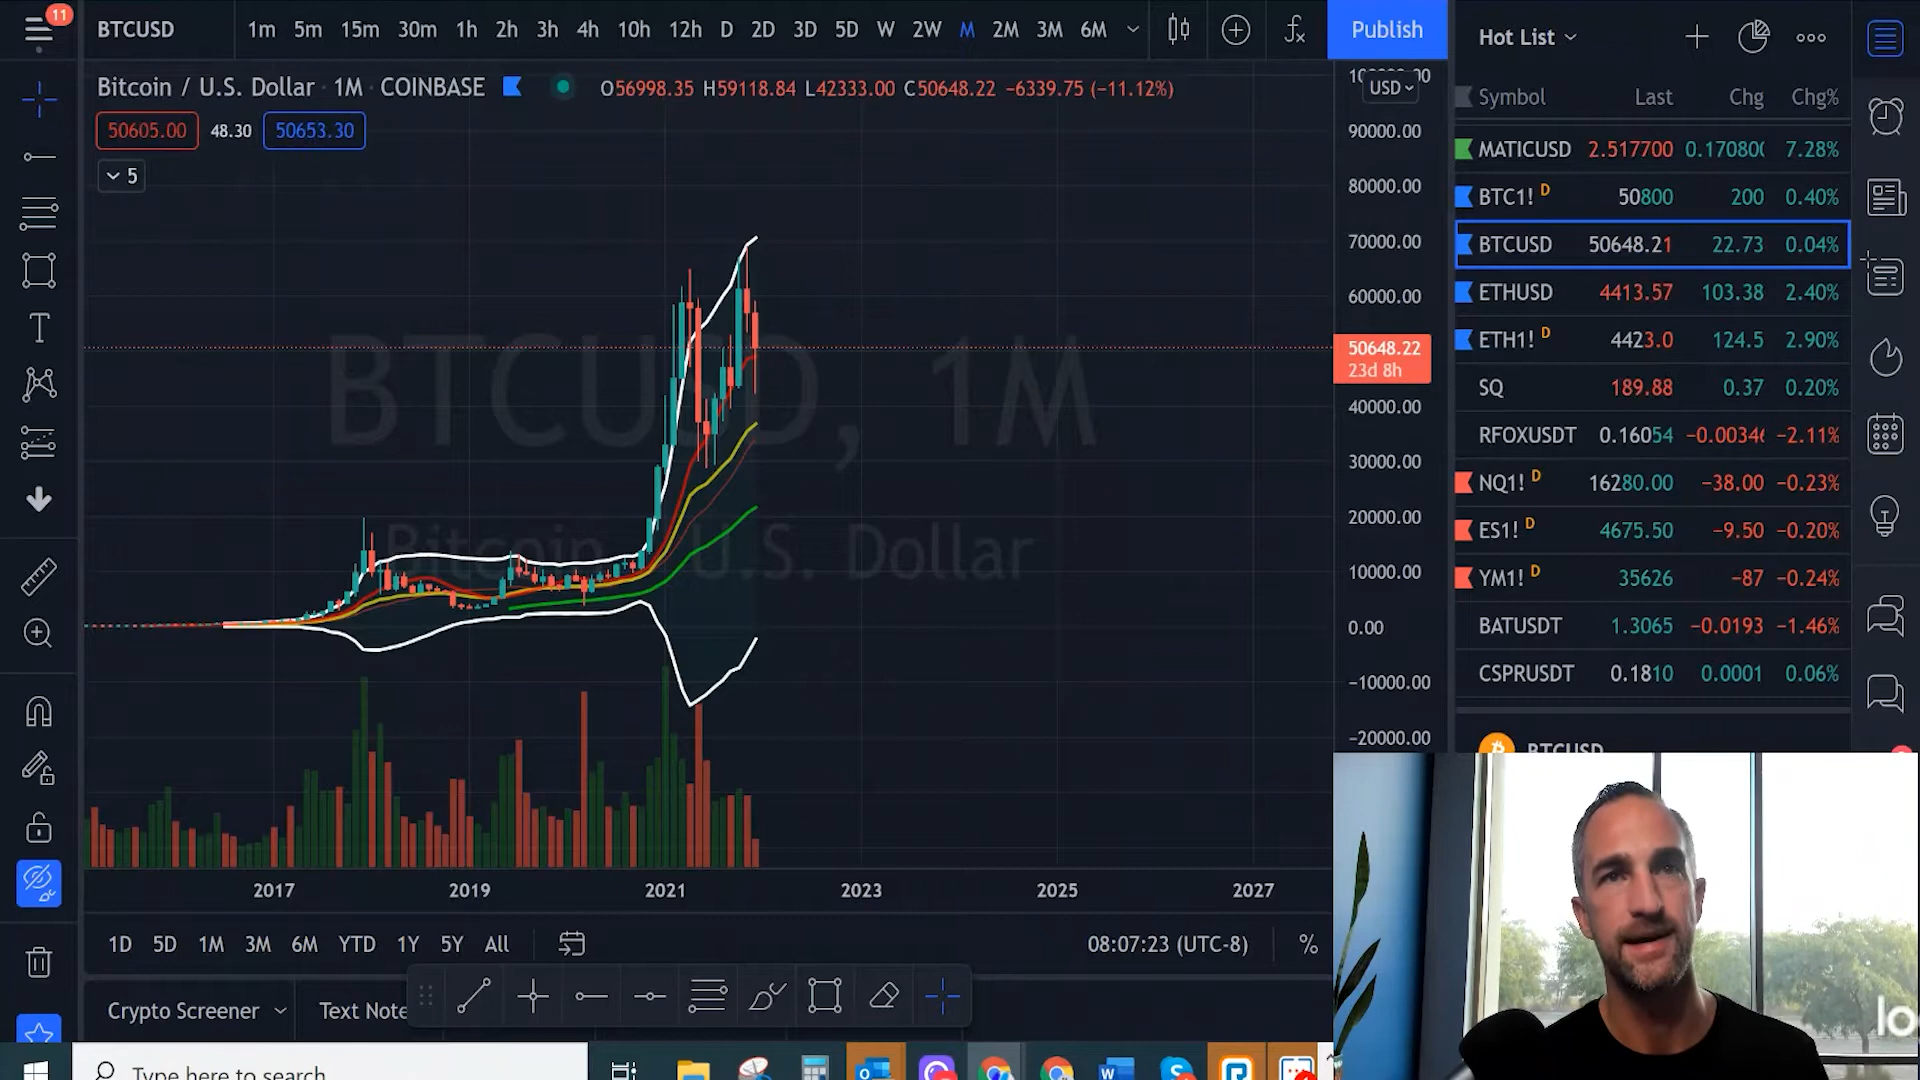 11
BTCUSD 1m 5m 15m 30m 1h 2h 3h 4h 10h 12h D 2D 3D 5D W 2W M 2M 3M 6M Publish
Bitcoin / U.S. Dollar · 1M · COINBASE O56998.35 H59118.84 L42333.00 C50648.22 −6339.75 (−11.12%)
50605.00 48.30 50653.30
5
BTCUSD, 1M
Bitcoin / U.S. Dollar
USD
90000.00
80000.00
70000.00
60000.00
50648.22
23d 8h
40000.00
30000.00
20000.00
10000.00
0.00
−10000.00
−20000.00
2017 2019 2021 2023 2025 2027
1D 5D 1M 3M 6M YTD 1Y 5Y All 08:07:23 (UTC-8) %
Crypto Screener Text Note
Type here to search
Hot List
Symbol Last Chg Chg%
MATICUSD 2.517700 0.17080 7.28%
BTC1! D 50800 200 0.40%
BTCUSD 50648.21 22.73 0.04%
ETHUSD 4413.57 103.38 2.40%
ETH1! D 4423.0 124.5 2.90%
SQ 189.88 0.37 0.20%
RFOXUSDT 0.16054 −0.0034 −2.11%
NQ1! D 16280.00 −38.00 −0.23%
ES1! D 4675.50 −9.50 −0.20%
YM1! D 35626 −87 −0.24%
BATUSDT 1.3065 −0.0193 −1.46%
CSPRUSDT 0.1810 0.0001 0.06%
BTCUSD
lo